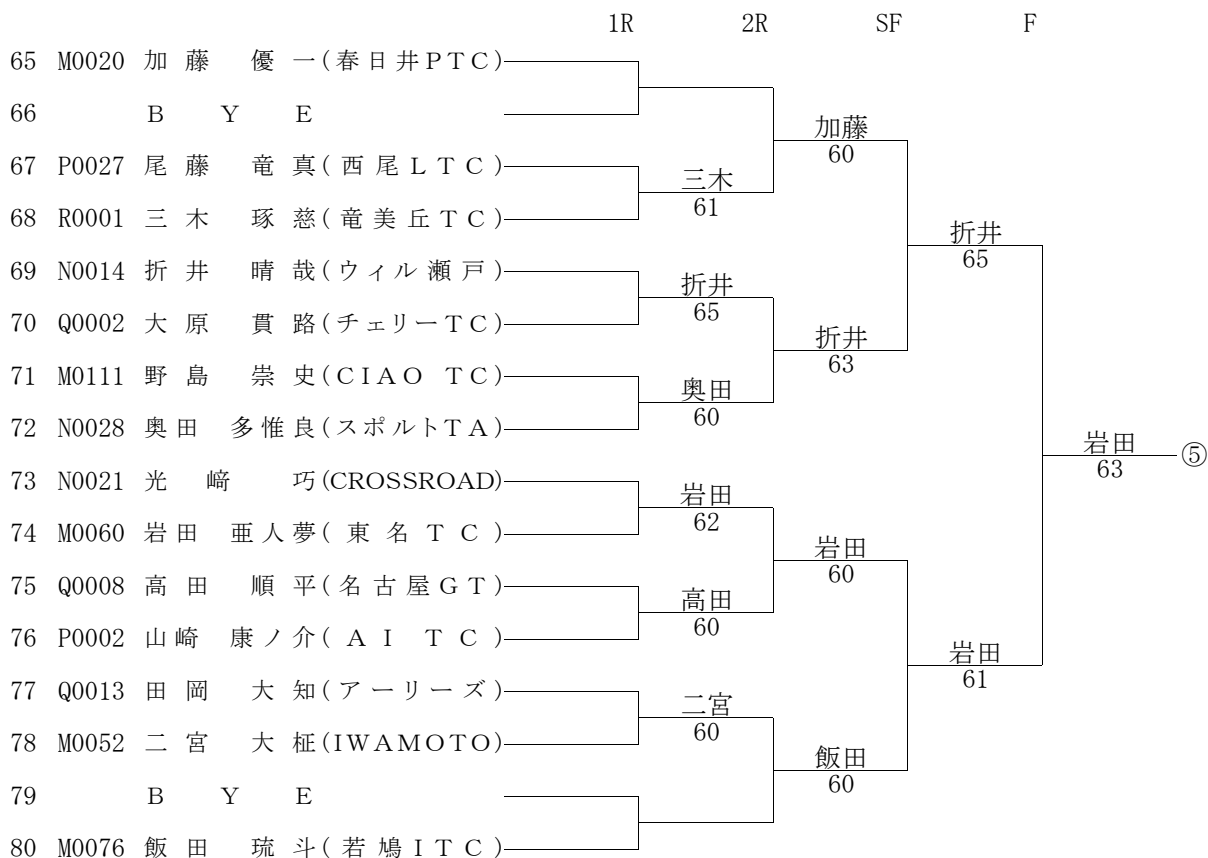 1R 2R SF F
65 M0020 加藤 優一(春日井PTC)
66 BYE
加藤
60
67 P0027 尾藤 竜真(西尾LTC)
三木
61
68 R0001 三木 琢慈(竜美丘TC)
折井
65
69 N0014 折井 晴哉(ウィル瀬戸)
折井
65
70 Q0002 大原 貫路(チェリーTC)
折井
63
71 M0111 野島 崇史(CIAO TC)
奥田
60
72 N0028 奥田 多惟良(スポルトTA)
岩田
63 ⑤
73 N0021 光﨑 巧(CROSSROAD)
岩田
62
74 M0060 岩田 亜人夢(東名TC)
岩田
60
75 Q0008 高田 順平(名古屋GT)
高田
60
76 P0002 山崎 康ノ介(AI TC)
岩田
61
77 Q0013 田岡 大知(アーリーズ)
二宮
60
78 M0052 二宮 大柾(IWAMOTO)
飯田
60
79 BYE
80 M0076 飯田 琉斗(若鳩ITC)